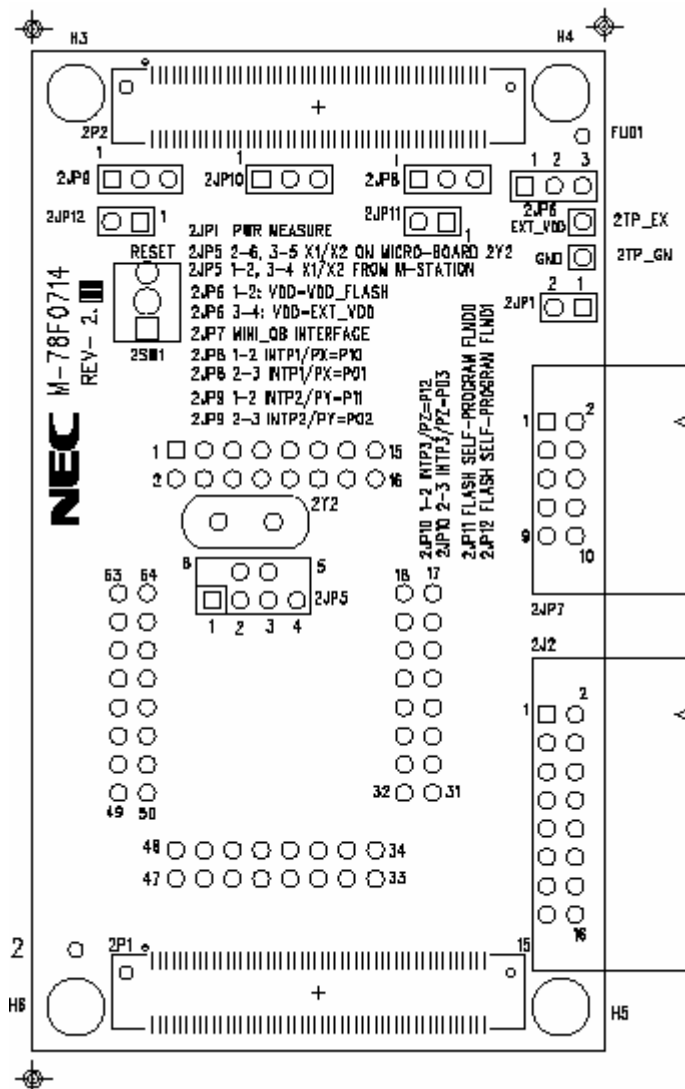 H3
H4
2P2
FUD1
1
1
1
1 2 3
2JP9
2JP10
2JP8
2JP6
2JP12
1
2JP11
1
EXT_VDD
2TP_EX
RESET
2SW1
GND
2TP_GN
2 1
2JP1
2JP1 PWR MEASURE
2JP5 2-6, 3-5 X1/X2 ON MICRO-BOARD 2Y2
2JP5 1-2, 3-4 X1/X2 FROM M-STATION
2JP6 1-2: VDD=VDD_FLASH
2JP6 3-4: VDD=EXT_VDD
2JP7 MINI_QB INTERFACE
2JP8 1-2 INTP1/PX=P10
2JP8 2-3 INTP1/PX=P01
2JP9 1-2 INTP2/PY=P11
2JP9 2-3 INTP2/PY=P02
2JP10 1-2 INTP3/PZ=P12
2JP10 2-3 INTP3/PZ=P03
2JP11 FLASH SELF-PROGRAM FLMD0
2JP12 FLASH SELF-PROGRAM FLMD1
NEC
M-78F0714
REV- 2.
1
15
2
16
2Y2
1
2
9
10
2JP7
6
5
2JP5
1 2 3 4
63 64
49 50
18 17
32 31
48
34
47
33
2J2
1
2
16
2
2P1
15
H6
H5